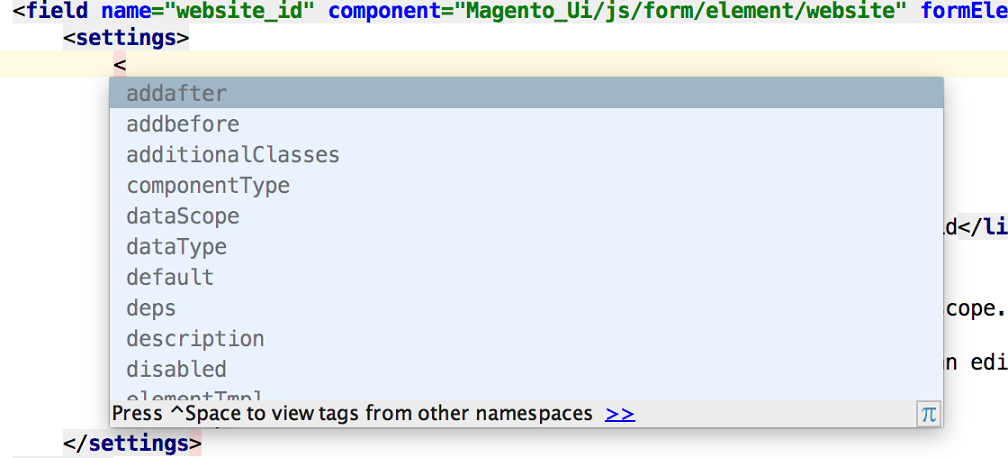 <field name="website_id" component="Magento_Ui/js/form/element/website" formEle
<settings>
<
addafter
addbefore
additionalClasses
componentType
dataScope
d</li
dataType
default
deps
cope.
description
disabled
n edi
elementTmpl
Press ^Space to view tags from other namespaces >>
π
</settings>